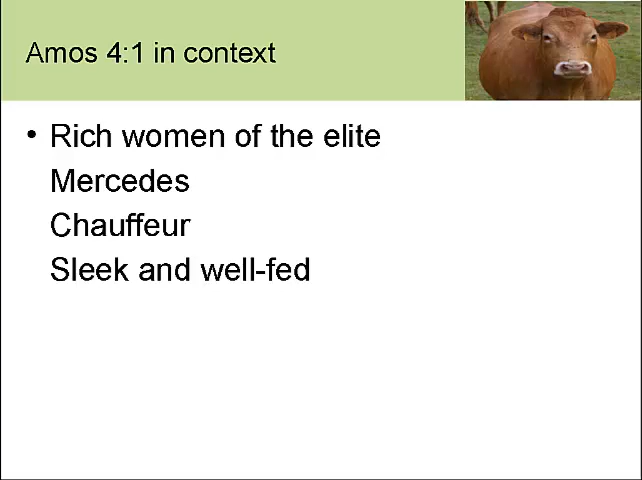 Amos 4:1 in context
• Rich women of the elite
Mercedes
Chauffeur
Sleek and well-fed